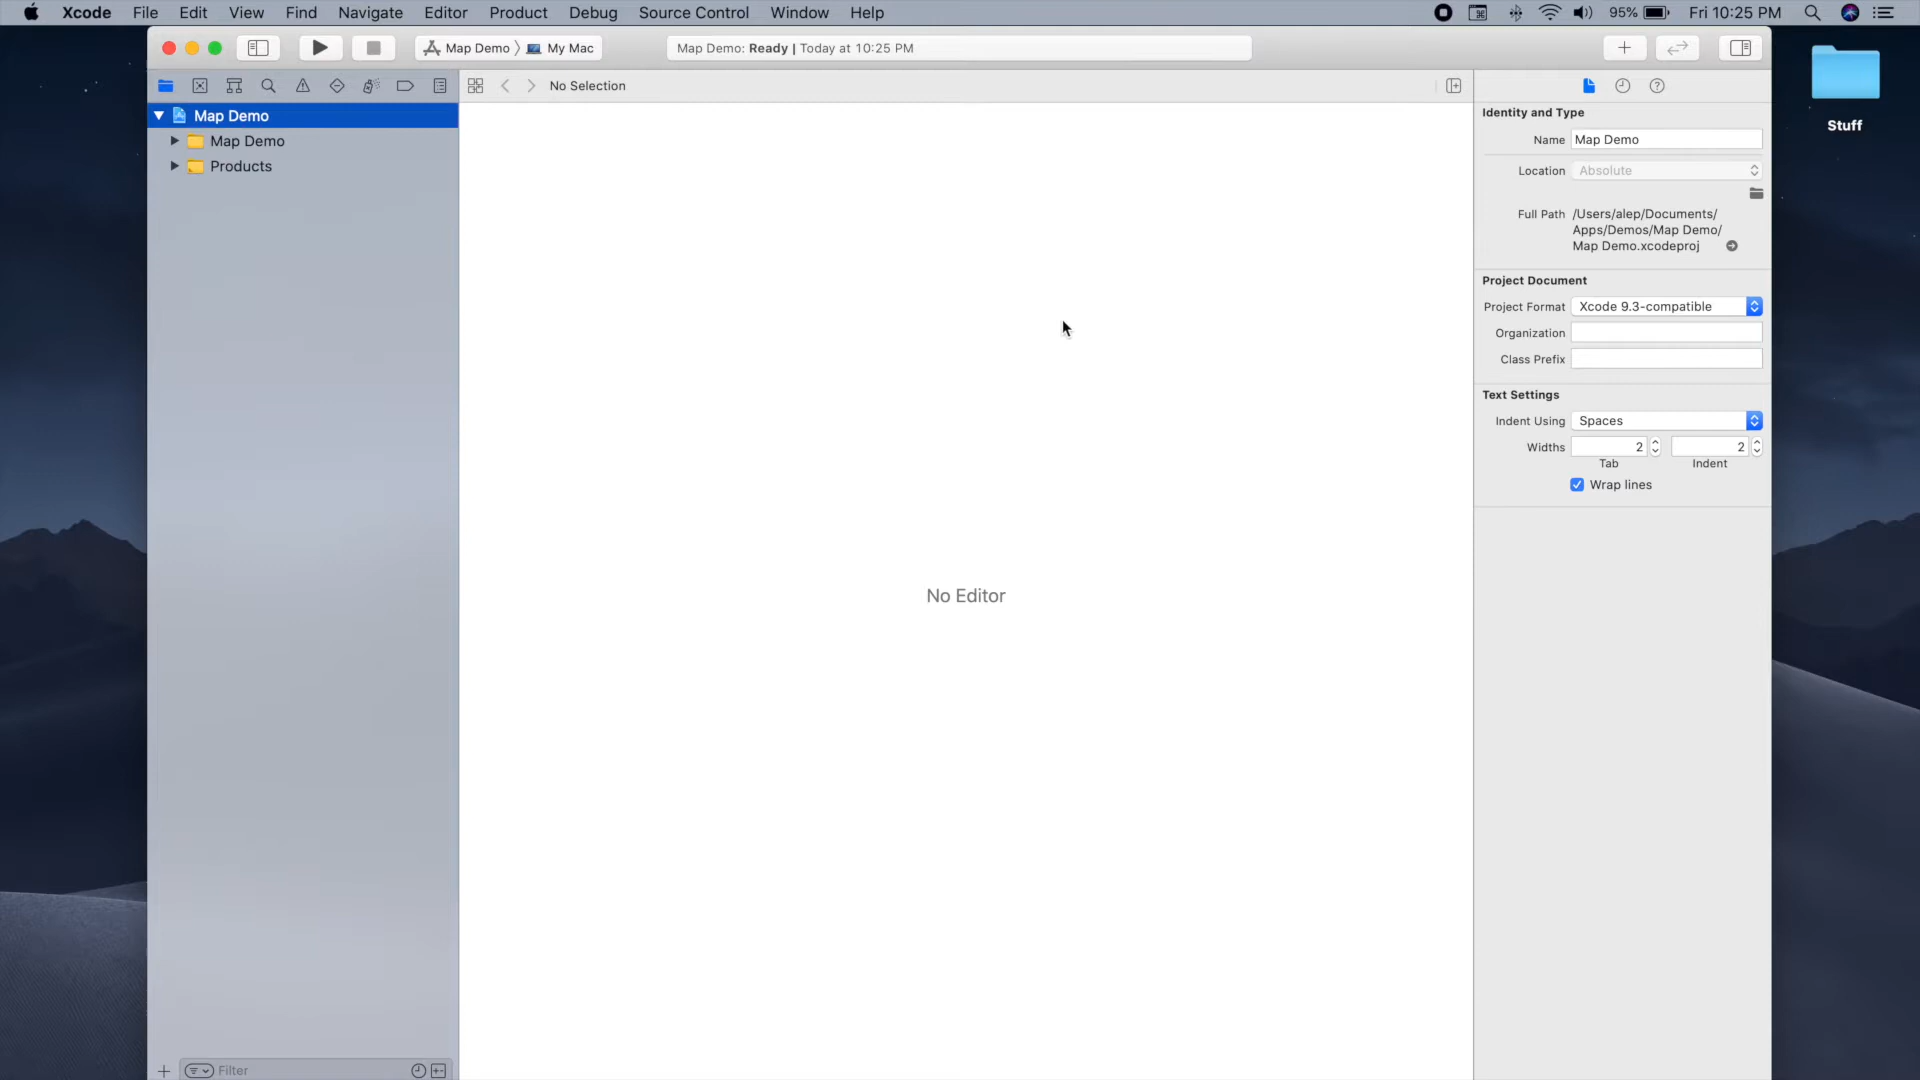 Xcode File Edit View Find Navigate Editor Product Debug Source Control Window Help 95% Fri 10:25 PM
Map Demo My Mac Map Demo: Ready | Today at 10:25 PM
No Selection
Stuff
Map Demo
Map Demo
Products
No Editor
Identity and Type
Name Map Demo
Location Absolute
Full Path /Users/alep/Documents/
Apps/Demos/Map Demo/
Map Demo.xcodeproj
Project Document
Project Format Xcode 9.3-compatible
Organization
Class Prefix
Text Settings
Indent Using Spaces
Widths 2 2
Tab Indent
Wrap lines
Filter